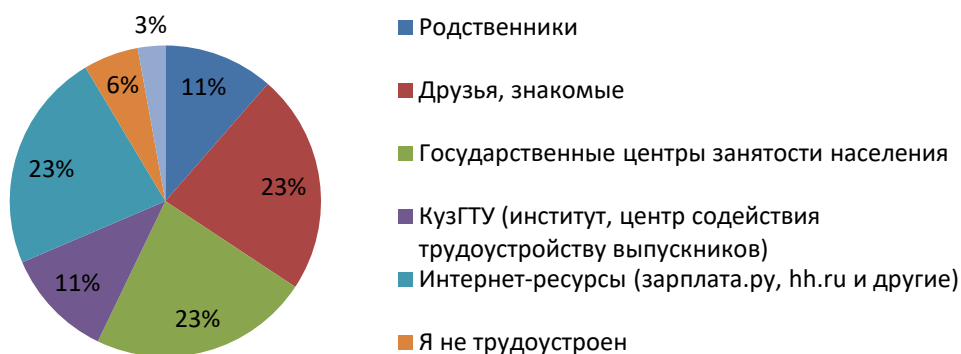 3%
6%
11%
23%
23%
11%
23%
Родственники
Друзья, знакомые
Государственные центры занятости населения
КузГТУ (институт, центр содействия
трудоустройству выпускников)
Интернет-ресурсы (зарплата.ру, hh.ru и другие)
Я не трудоустроен